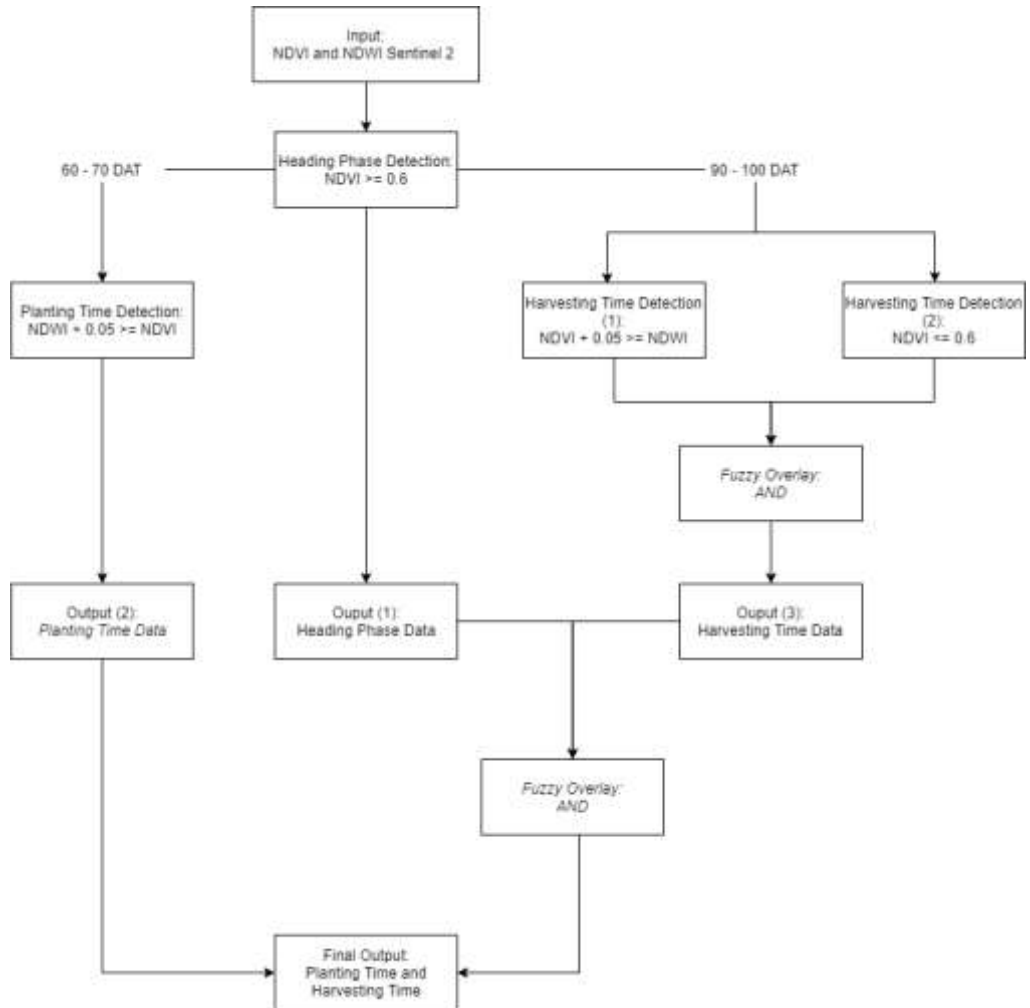 Input:
NDVI and NDWI Sentinel 2
Heading Phase Detection:
NDVI >= 0.6
60 - 70 DAT
90 - 100 DAT
Planting Time Detection:
NDWI + 0.05 >= NDVI
Harvesting Time Detection
(1):
NDVI + 0.05 >= NDWI
Harvesting Time Detection
(2):
NDVI <= 0.6
Fuzzy Overlay:
AND
Output (2):
Planting Time Data
Ouput (1):
Heading Phase Data
Ouput (3):
Harvesting Time Data
Fuzzy Overlay:
AND
Final Output:
Planting Time and
Harvesting Time